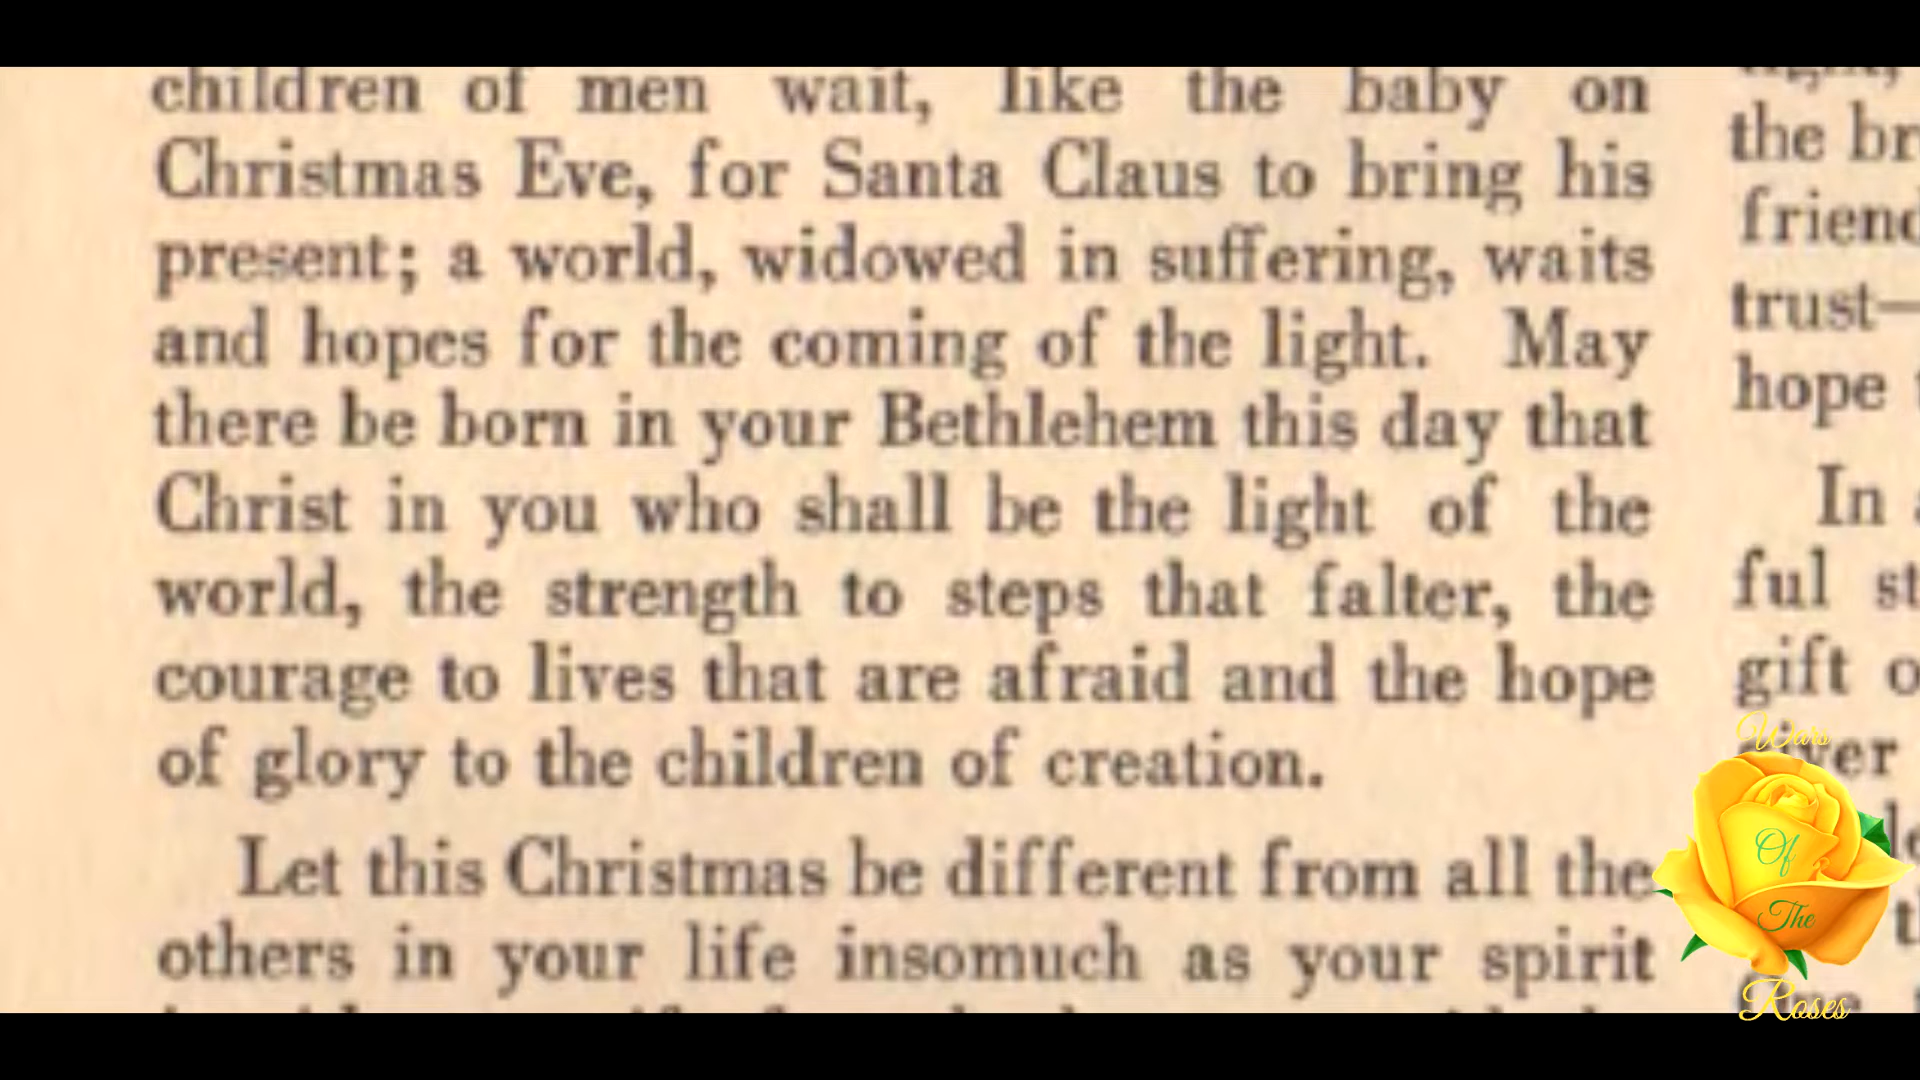 children of men wait, like the baby on
Christmas Eve, for Santa Claus to bring his
present; a world, widowed in suffering, waits
and hopes for the coming of the light. May
there be born in your Bethlehem this day that
Christ in you who shall be the light of the
world, the strength to steps that falter, the
courage to lives that are afraid and the hope
of glory to the children of creation.
Let this Christmas be different from all the
others in your life insomuch as your spirit
the br
friend
trust—
hope
In
ful st
gift o
Wars
Of
The
Roses